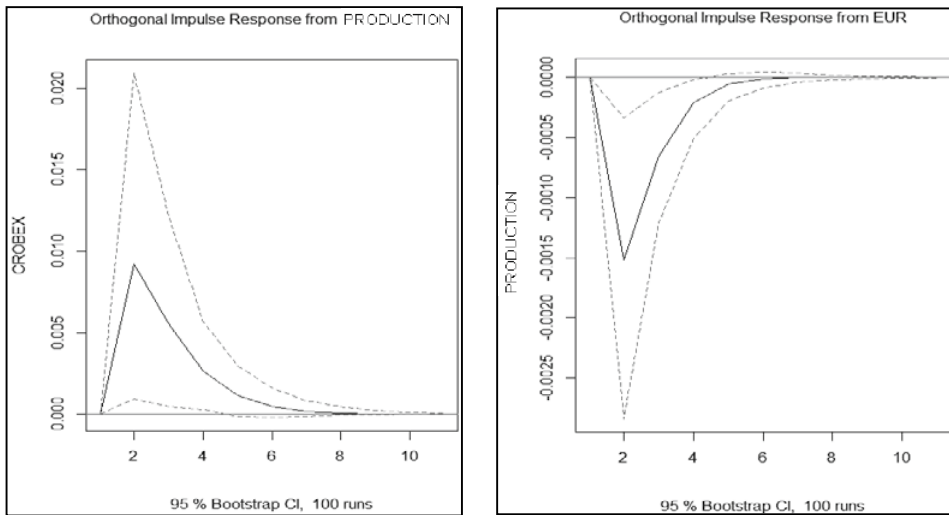 Orthogonal Impulse Response from PRODUCTION
CROBEX
0.020
0.015
0.010
0.005
0.000
2 4 6 8 10
95 % Bootstrap CI, 100 runs
Orthogonal Impulse Response from EUR
PRODUCTION
0.0000
-0.0005
-0.0010
-0.0015
-0.0020
-0.0025
2 4 6 8 10
95 % Bootstrap CI, 100 runs